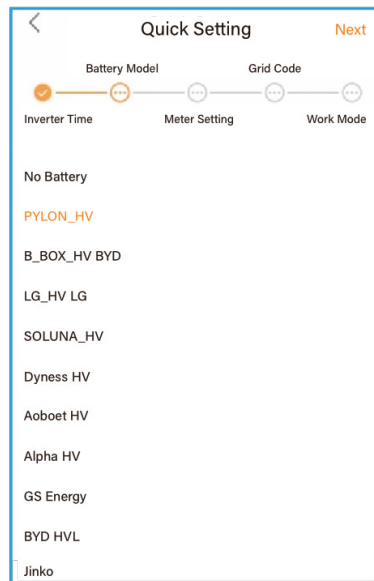 Quick Setting
Next
Battery Model
Grid Code
Inverter Time
Meter Setting
Work Mode
No Battery
PYLON_HV
B_BOX_HV BYD
LG_HV LG
SOLUNA_HV
Dyness HV
Aoboet HV
Alpha HV
GS Energy
BYD HVL
Jinko